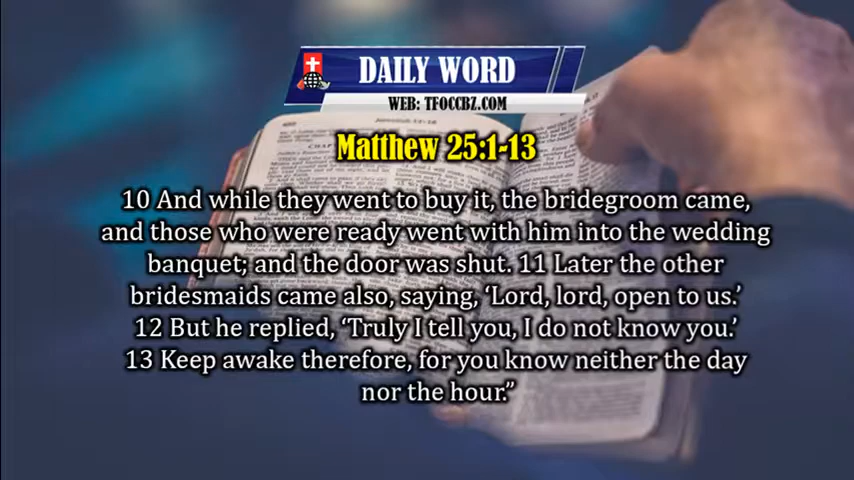 DAILY WORD
WEB: TFOCCBZ.COM
Matthew 25:1-13
10 And while they went to buy it, the bridegroom came,
and those who were ready went with him into the wedding
banquet; and the door was shut. 11 Later the other
bridesmaids came also, saying, ‘Lord, lord, open to us.’
12 But he replied, ‘Truly I tell you, I do not know you.’
13 Keep awake therefore, for you know neither the day
nor the hour.”